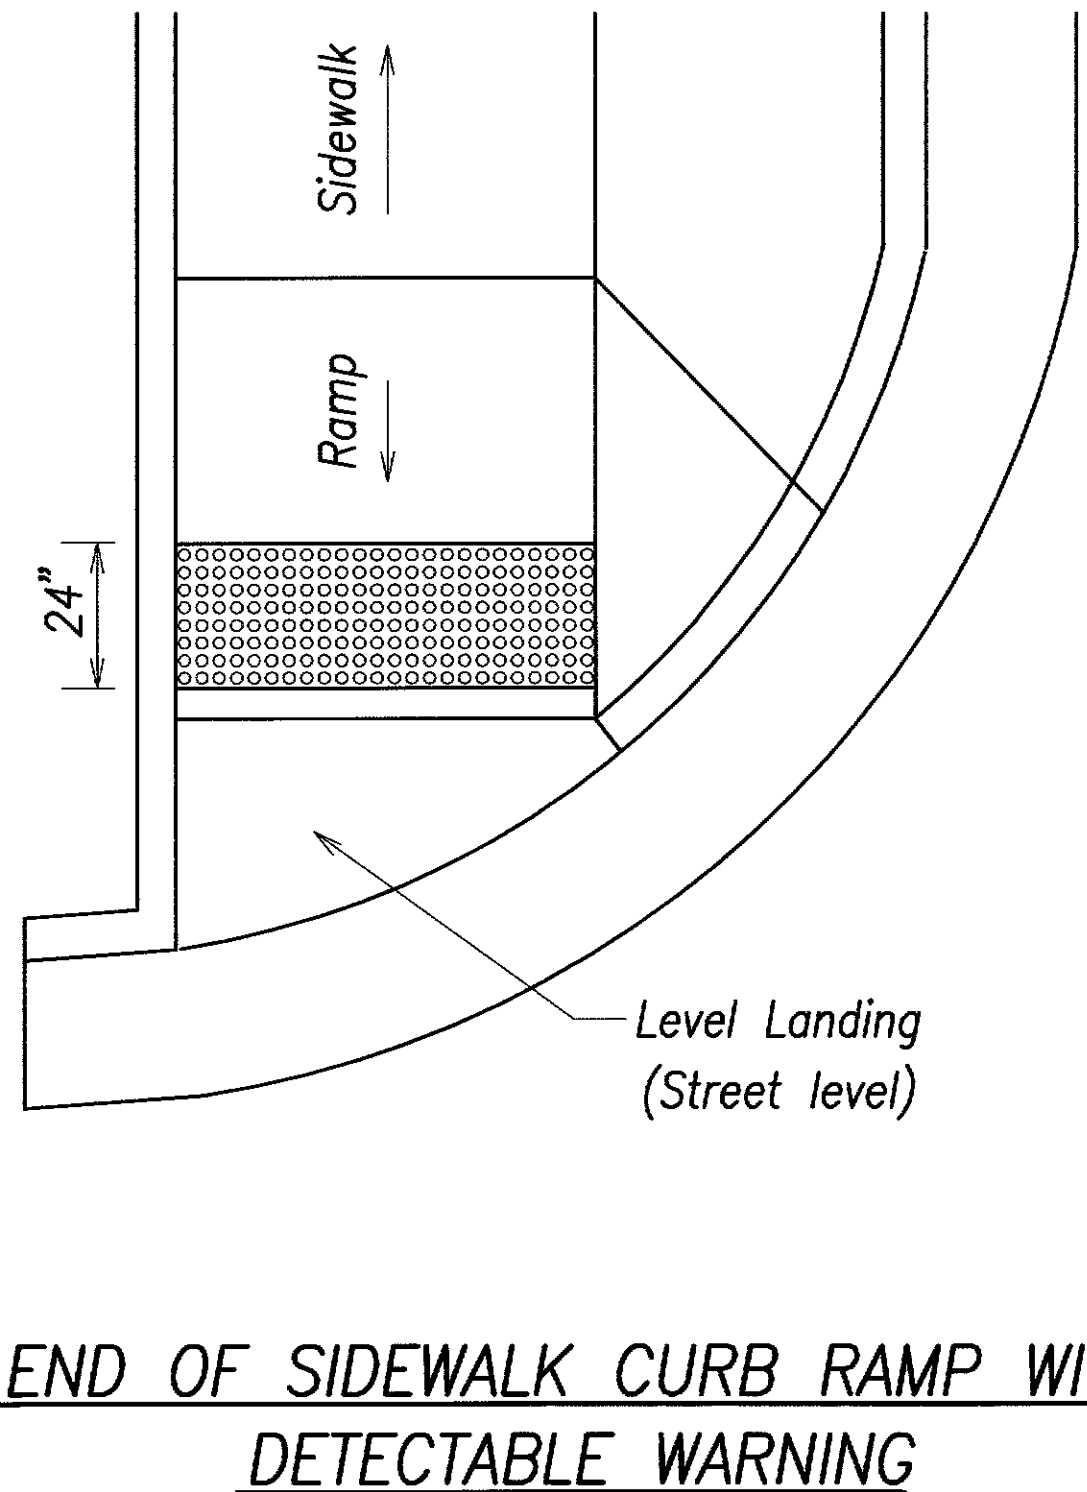 Sidewalk
Ramp
24"
Level Landing
(Street level)
END OF SIDEWALK CURB RAMP WI
DETECTABLE WARNING